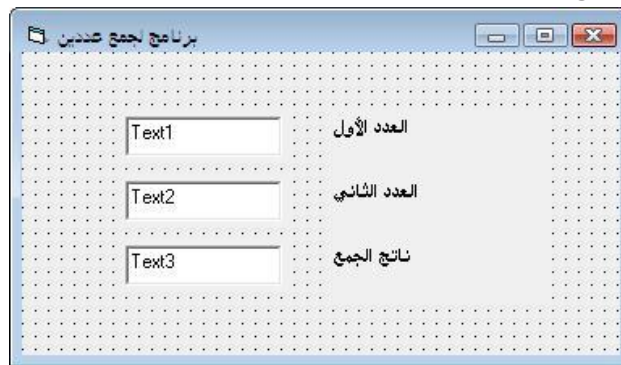 برنامج لجمع عددين
العدد الأول
Text1
العدد الثاني
Text2
ناتج الجمع
Text3